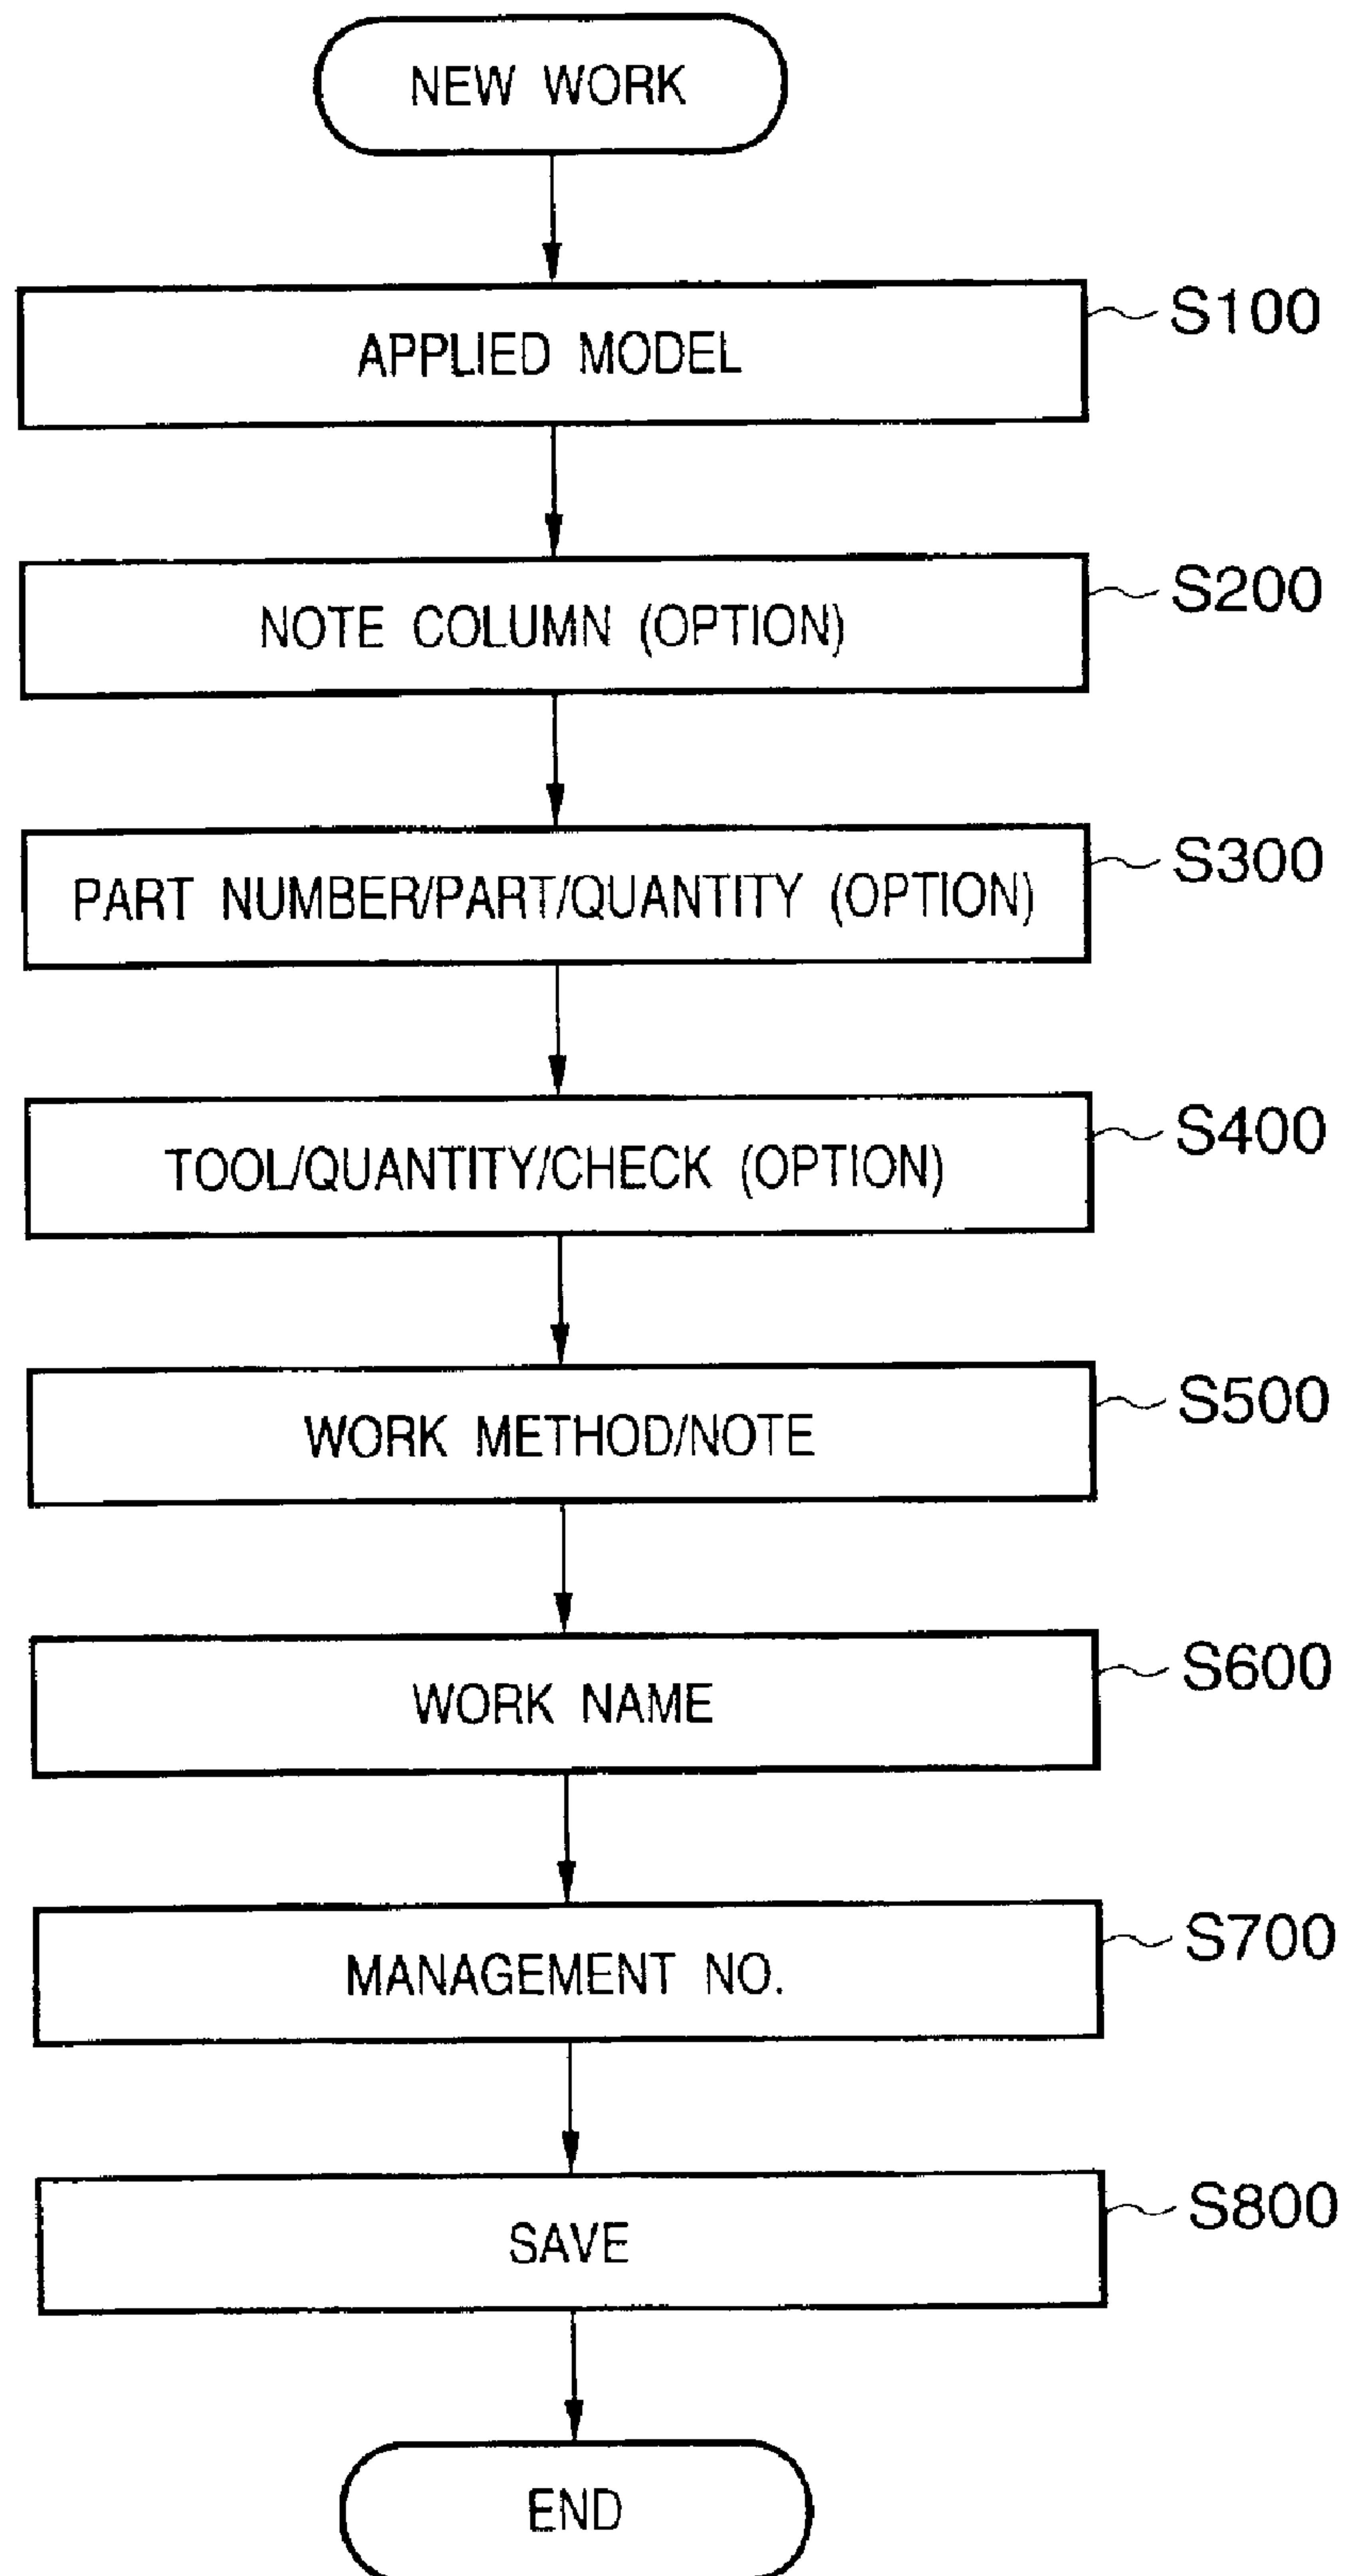 NEW WORK
APPLIED MODEL
S100
NOTE COLUMN (OPTION)
S200
PART NUMBER/PART/QUANTITY (OPTION)
S300
TOOL/QUANTITY/CHECK (OPTION)
S400
WORK METHOD/NOTE
S500
WORK NAME
S600
MANAGEMENT NO.
S700
SAVE
S800
END